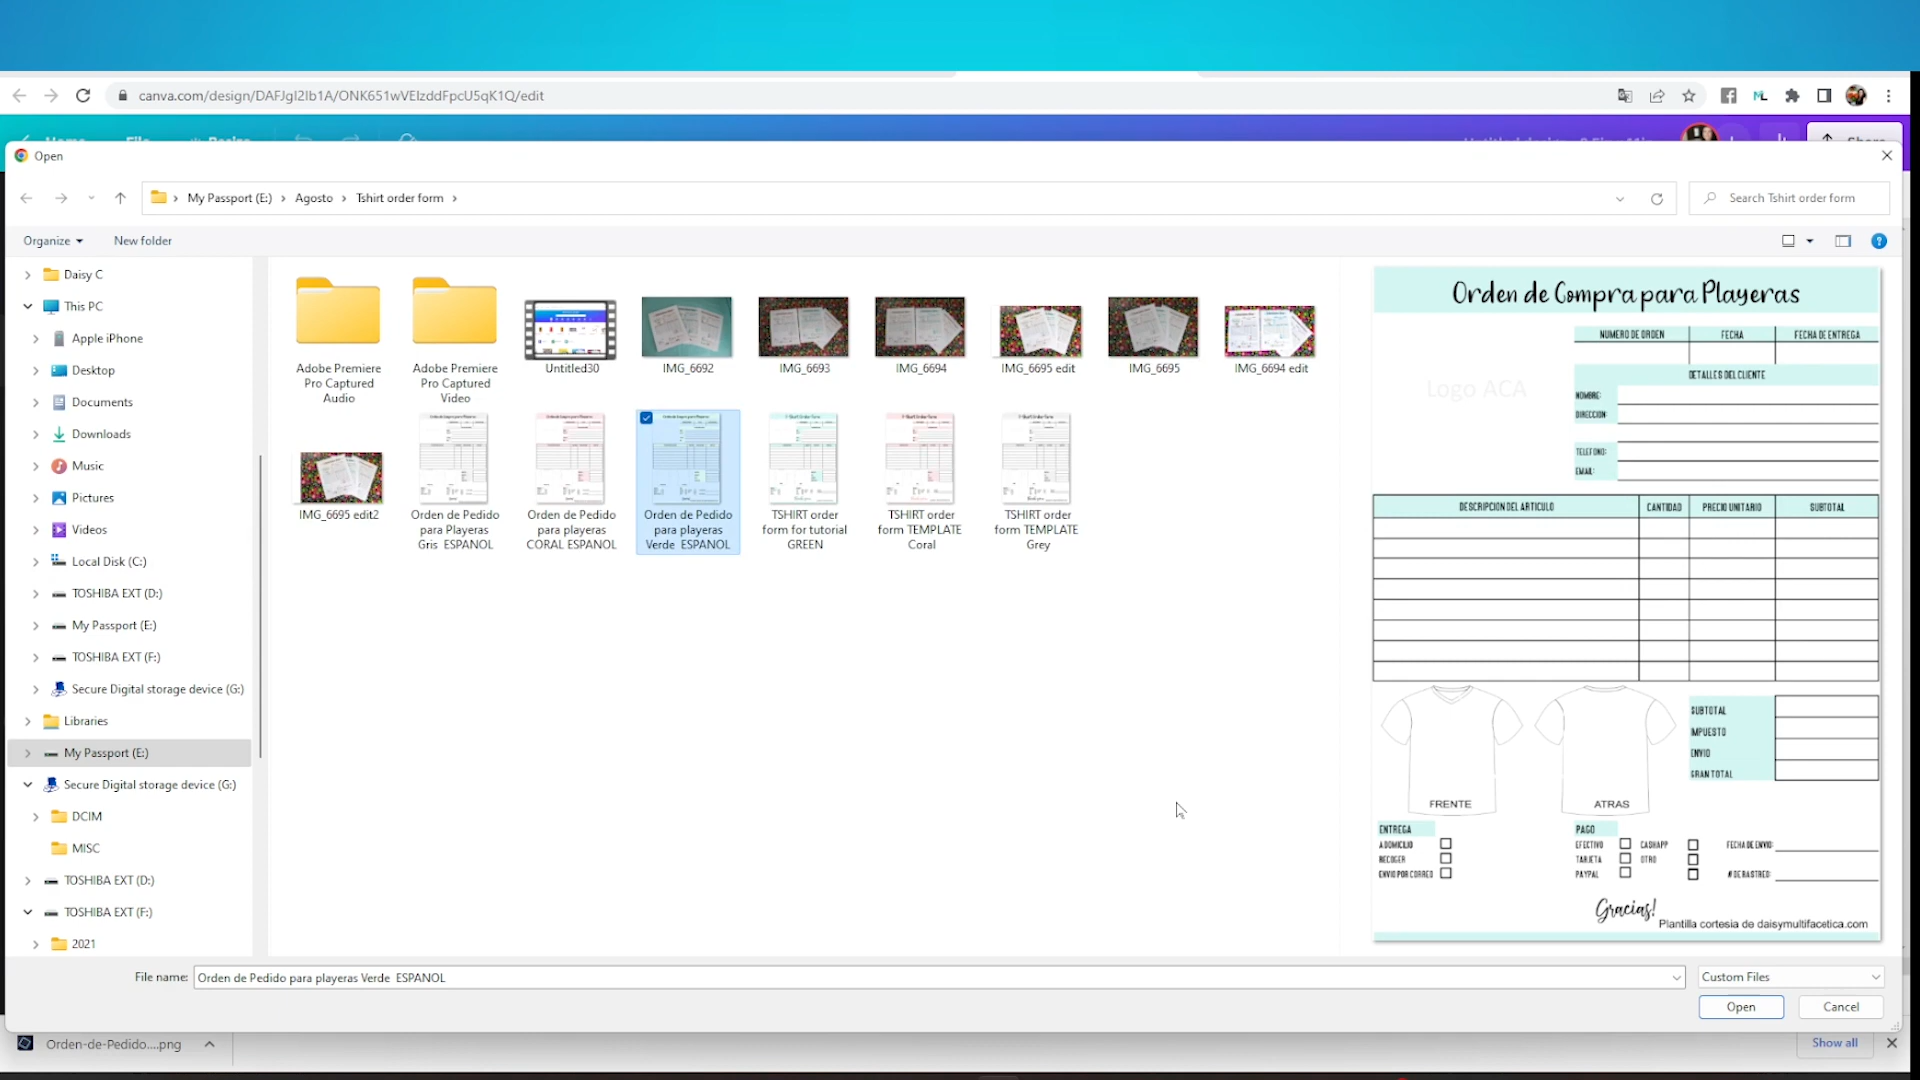 canva.com/design/DAFJgI2Ib1A/ONK651wVEIzddFpcU5qK1Q/edit
Open
My Passport (E:) › Agosto › Tshirt order form ›
Search Tshirt order form
Organize
New folder
Daisy C
This PC
Apple iPhone
Desktop
Documents
Downloads
Music
Pictures
Videos
Local Disk (C:)
TOSHIBA EXT (D:)
My Passport (E:)
TOSHIBA EXT (F:)
Secure Digital storage device (G:)
Libraries
My Passport (E:)
Secure Digital storage device (G:)
DCIM
MISC
TOSHIBA EXT (D:)
TOSHIBA EXT (F:)
2021
Adobe Premiere
Pro Captured
Audio
Adobe Premiere
Pro Captured
Video
Untitled30
IMG_6692
IMG_6693
IMG_6694
IMG_6695 edit
IMG_6695
IMG_6694 edit
IMG_6695 edit2
Orden de Pedido
para Playeras
Gris ESPANOL
Orden de Pedido
para playeras
CORAL ESPANOL
Orden de Pedido
para playeras
Verde ESPANOL
TSHIRT order
form for tutorial
GREEN
TSHIRT order
form TEMPLATE
Coral
TSHIRT order
form TEMPLATE
Grey
Orden de Compra para Playeras
NUMERO DE ORDEN FECHA FECHA DE ENTREGA
Logo ACA
DETALLES DEL CLIENTE
NOMBRE:
DIRECCION:
TELEFONO:
EMAIL:
DESCRIPCION DEL ARTICULO CANTIDAD PRECIO UNITARIO SUBTOTAL
SUBTOTAL
IMPUESTO
ENVIO
GRAN TOTAL
FRENTE
ATRAS
ENTREGA
A DOMICILIO
RECOGER
ENVIO POR CORREO
PAGO
EFECTIVO CASHAPP
TARJETA OTRO
PAYPAL
FECHA DE ENVIO:
# DE RASTREO:
Gracias!
Plantilla cortesia de daisymultifacetica.com
File name: Orden de Pedido para playeras Verde ESPANOL
Custom Files
Open
Cancel
Orden-de-Pedido....png
Show all